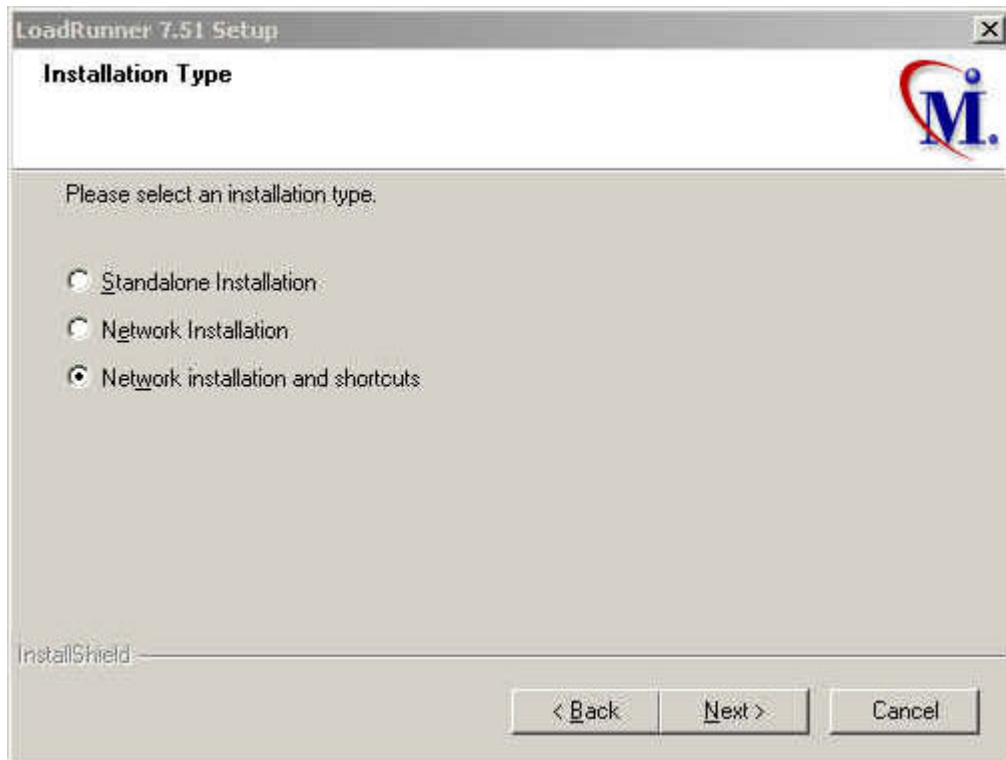 LoadRunner 7.51 Setup
Installation Type
M.
Please select an installation type.
Standalone Installation
Network Installation
Network installation and shortcuts
InstallShield
< Back
Next >
Cancel